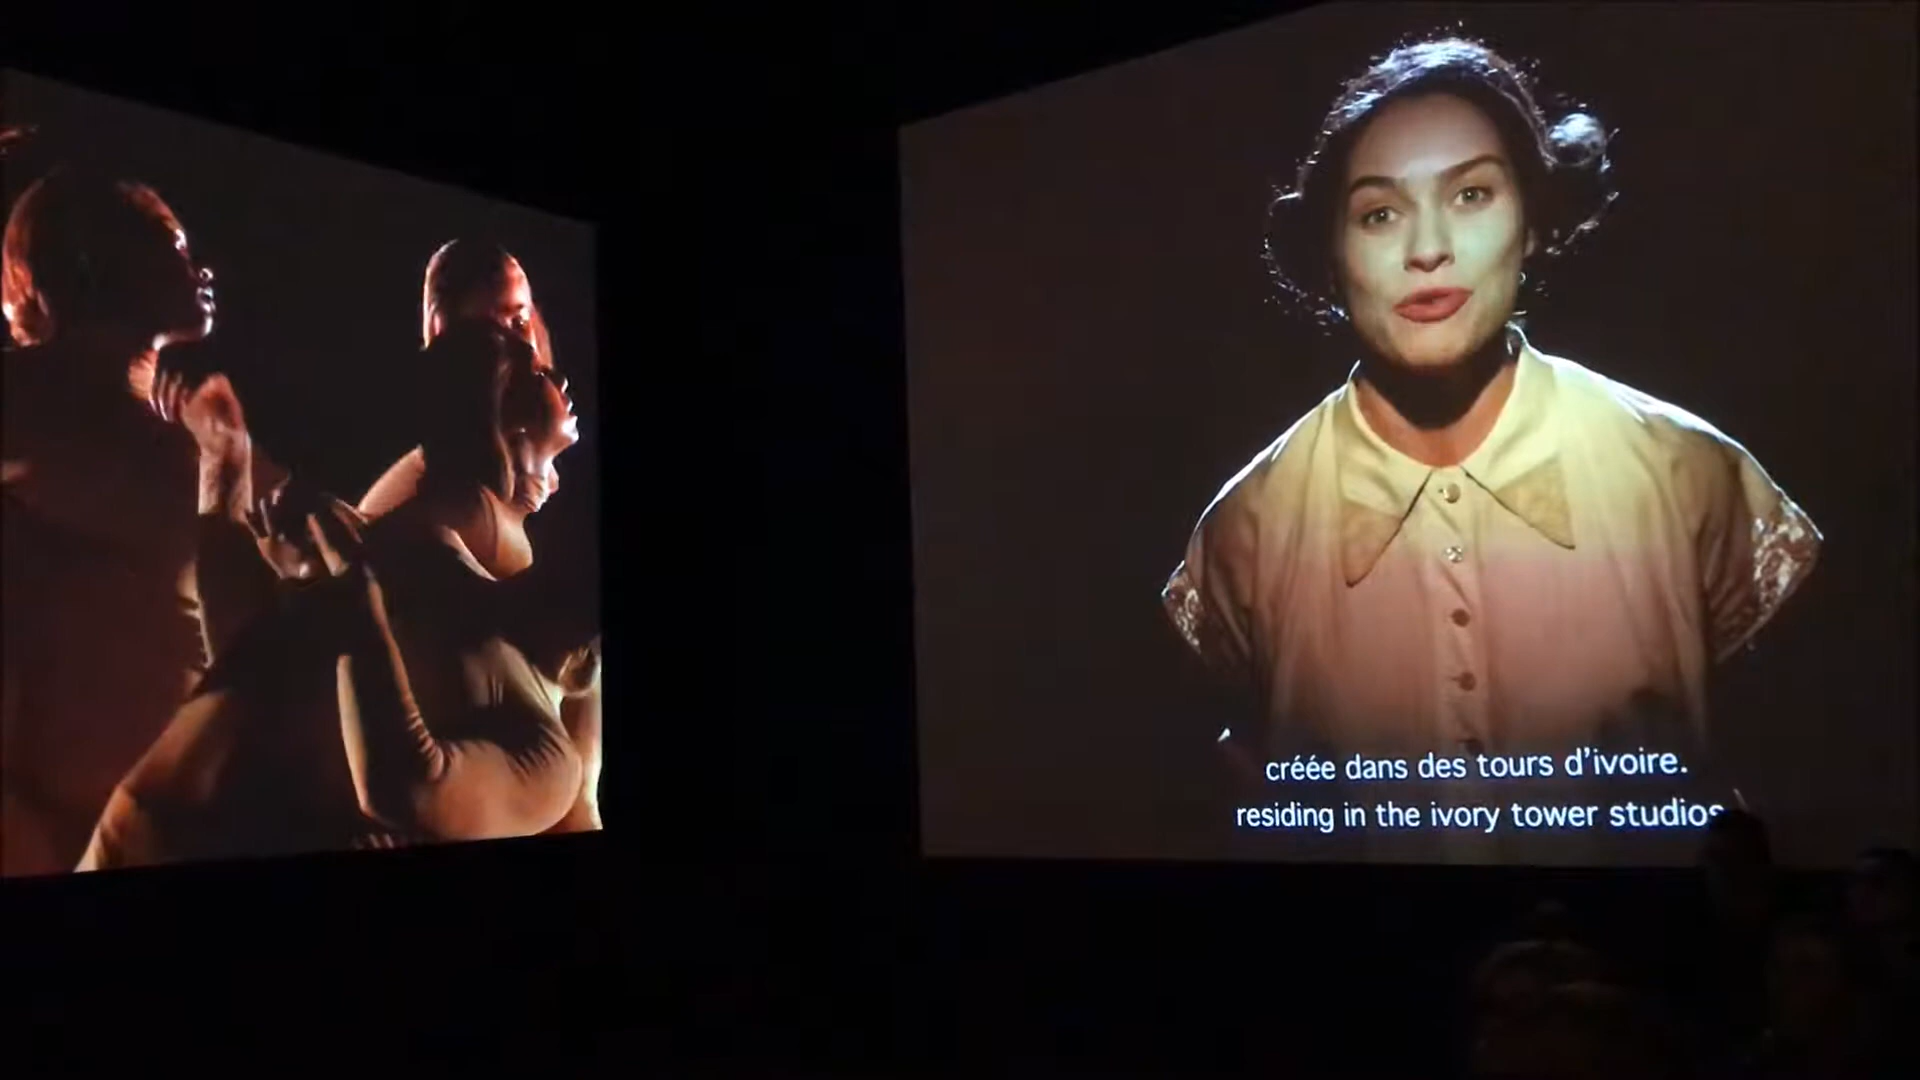 créée dans des tours d'ivoire.
residing in the ivory tower studios